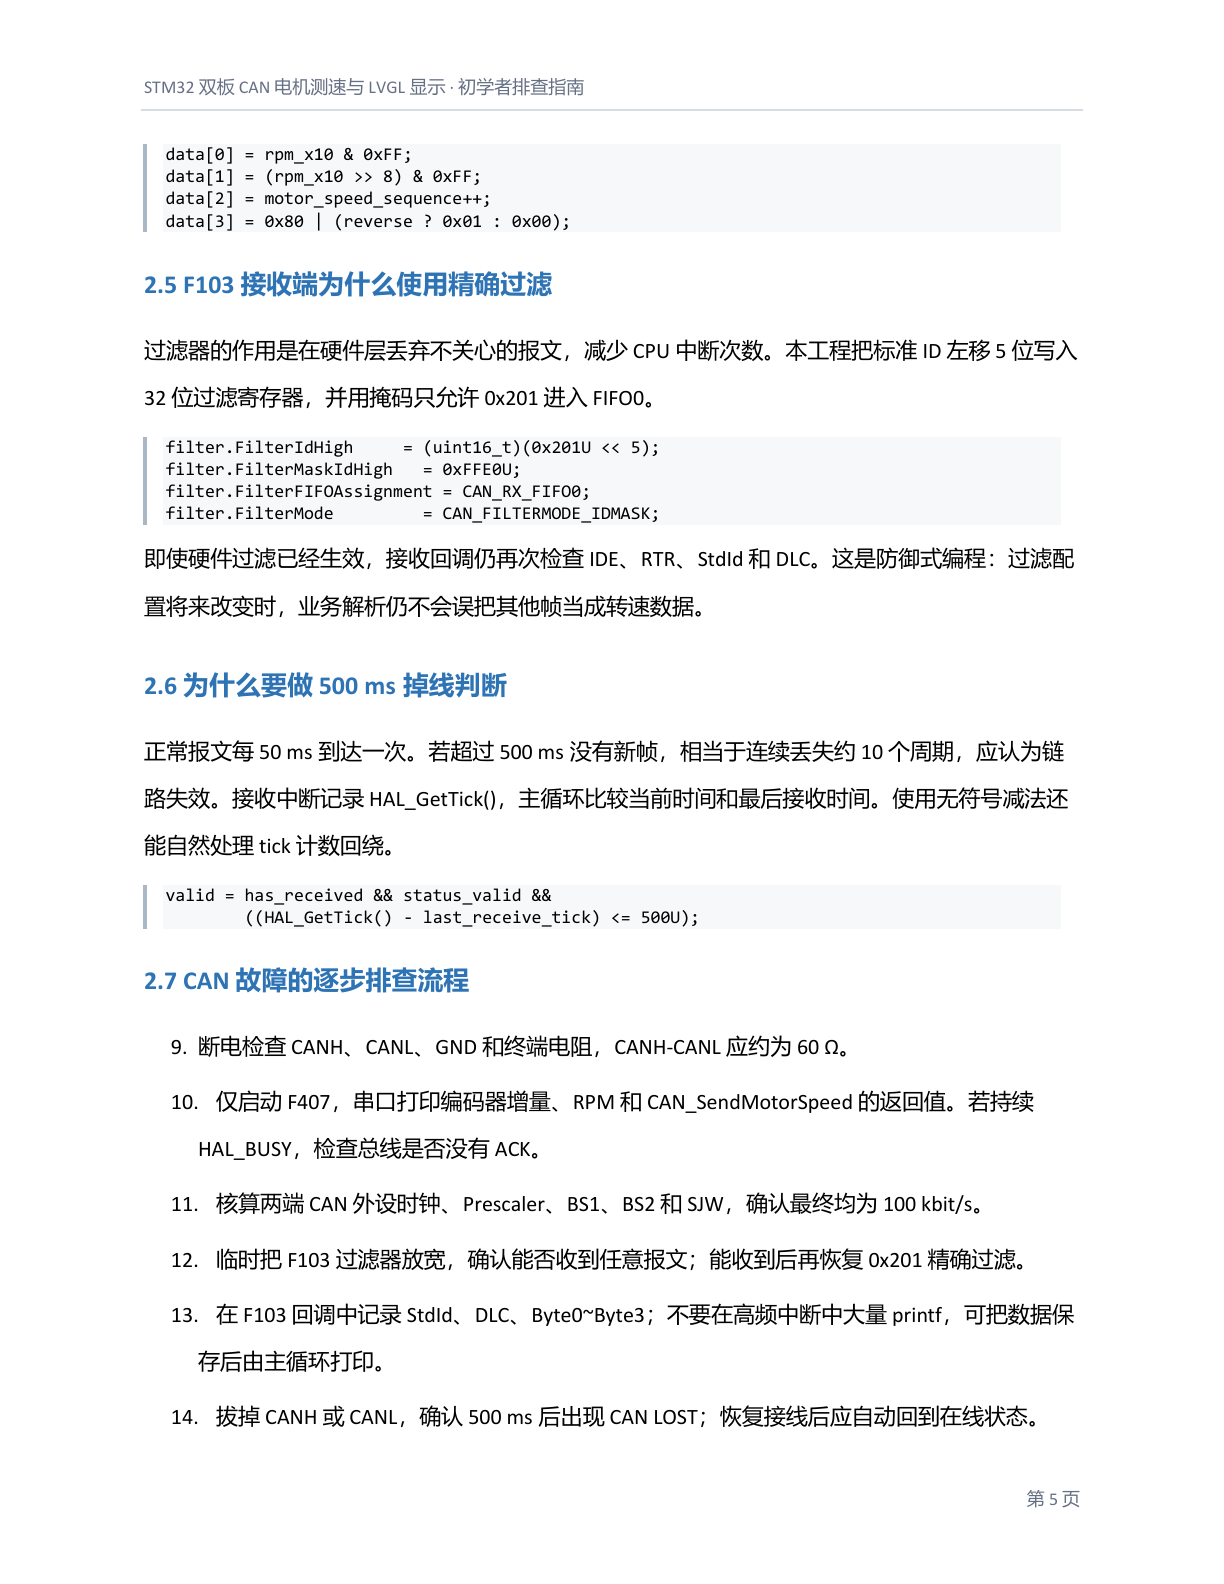 STM32 双板 CAN 电机测速与 LVGL 显示 · 初学者排查指南
data[0] = rpm_x10 & 0xFF;
data[1] = (rpm_x10 >> 8) & 0xFF;
data[2] = motor_speed_sequence++;
data[3] = 0x80 | (reverse ? 0x01 : 0x00);
2.5 F103 接收端为什么使用精确过滤
过滤器的作用是在硬件层丢弃不关心的报文，减少 CPU 中断次数。本工程把标准 ID 左移 5 位写入
32 位过滤寄存器，并用掩码只允许 0x201 进入 FIFO0。
filter.FilterIdHigh     = (uint16_t)(0x201U << 5);
filter.FilterMaskIdHigh   = 0xFFE0U;
filter.FilterFIFOAssignment = CAN_RX_FIFO0;
filter.FilterMode         = CAN_FILTERMODE_IDMASK;
即使硬件过滤已经生效，接收回调仍再次检查 IDE、RTR、StdId 和 DLC。这是防御式编程：过滤配
置将来改变时，业务解析仍不会误把其他帧当成转速数据。
2.6 为什么要做 500 ms 掉线判断
正常报文每 50 ms 到达一次。若超过 500 ms 没有新帧，相当于连续丢失约 10 个周期，应认为链
路失效。接收中断记录 HAL_GetTick()，主循环比较当前时间和最后接收时间。使用无符号减法还
能自然处理 tick 计数回绕。
valid = has_received && status_valid &&
        ((HAL_GetTick() - last_receive_tick) <= 500U);
2.7 CAN 故障的逐步排查流程
9. 断电检查 CANH、CANL、GND 和终端电阻，CANH-CANL 应约为 60 Ω。
10. 仅启动 F407，串口打印编码器增量、RPM 和 CAN_SendMotorSpeed 的返回值。若持续
HAL_BUSY，检查总线是否没有 ACK。
11. 核算两端 CAN 外设时钟、Prescaler、BS1、BS2 和 SJW，确认最终均为 100 kbit/s。
12. 临时把 F103 过滤器放宽，确认能否收到任意报文；能收到后再恢复 0x201 精确过滤。
13. 在 F103 回调中记录 StdId、DLC、Byte0~Byte3；不要在高频中断中大量 printf，可把数据保
存后由主循环打印。
14. 拔掉 CANH 或 CANL，确认 500 ms 后出现 CAN LOST；恢复接线后应自动回到在线状态。
第 5 页